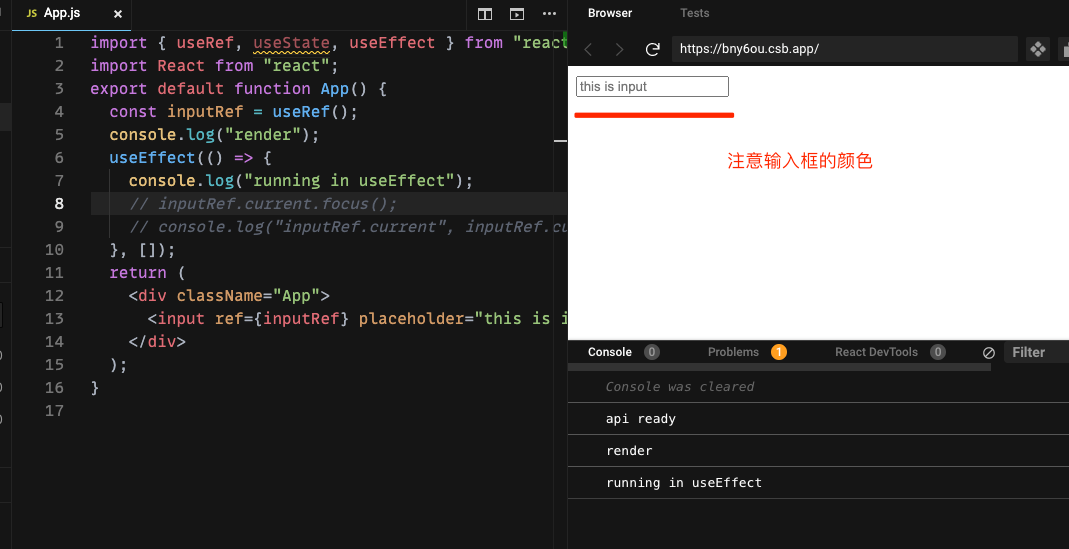 JS App.js ×
1 import { useRef, useState, useEffect } from "react
2 import React from "react";
3 export default function App() {
4 const inputRef = useRef();
5 console.log("render");
6 useEffect(() => {
7 console.log("running in useEffect");
8 // inputRef.current.focus();
9 // console.log("inputRef.current", inputRef.cu
10 }, []);
11 return (
12 <div className="App">
13 <input ref={inputRef} placeholder="this is i
14 </div>
15 );
16 }
17
Browser Tests
https://bny6ou.csb.app/
this is input
注意输入框的颜色
Console 0 Problems 1 React DevTools 0 Filter
Console was cleared
api ready
render
running in useEffect